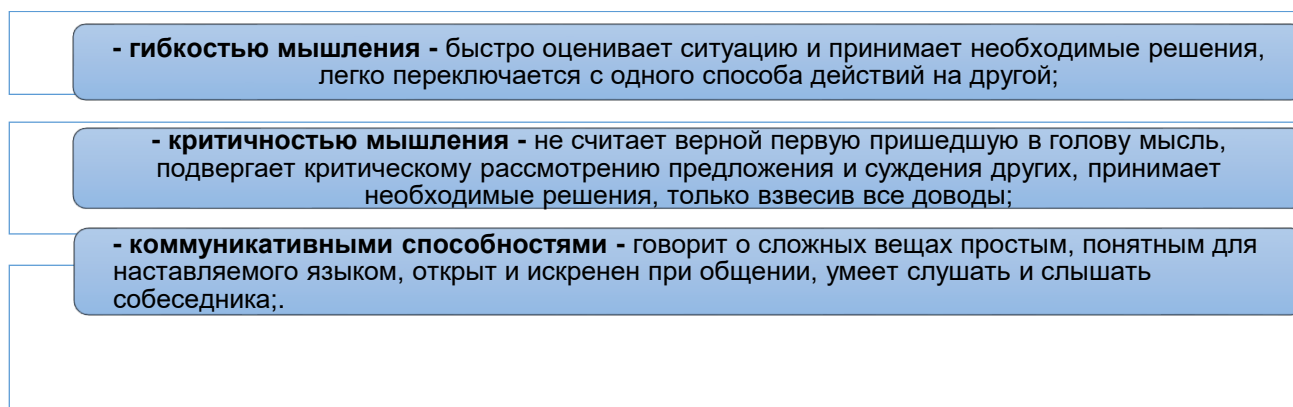 - гибкостью мышления - быстро оценивает ситуацию и принимает необходимые решения,
легко переключается с одного способа действий на другой;
- критичностью мышления - не считает верной первую пришедшую в голову мысль,
подвергает критическому рассмотрению предложения и суждения других, принимает
необходимые решения, только взвесив все доводы;
- коммуникативными способностями - говорит о сложных вещах простым, понятным для
наставляемого языком, открыт и искренен при общении, умеет слушать и слышать
собеседника;.